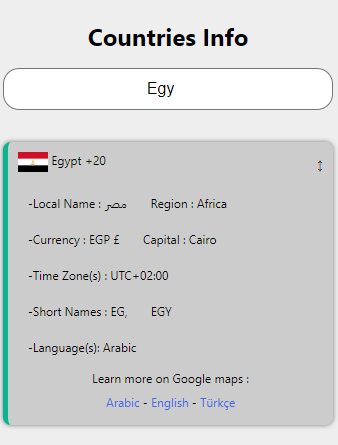 Countries Info
Egy
Egypt +20
-Local Name : مصر Region : Africa
-Currency : EGP £ Capital : Cairo
-Time Zone(s) : UTC+02:00
-Short Names : EG, EGY
-Language(s): Arabic
Learn more on Google maps :
Arabic - English - Türkçe